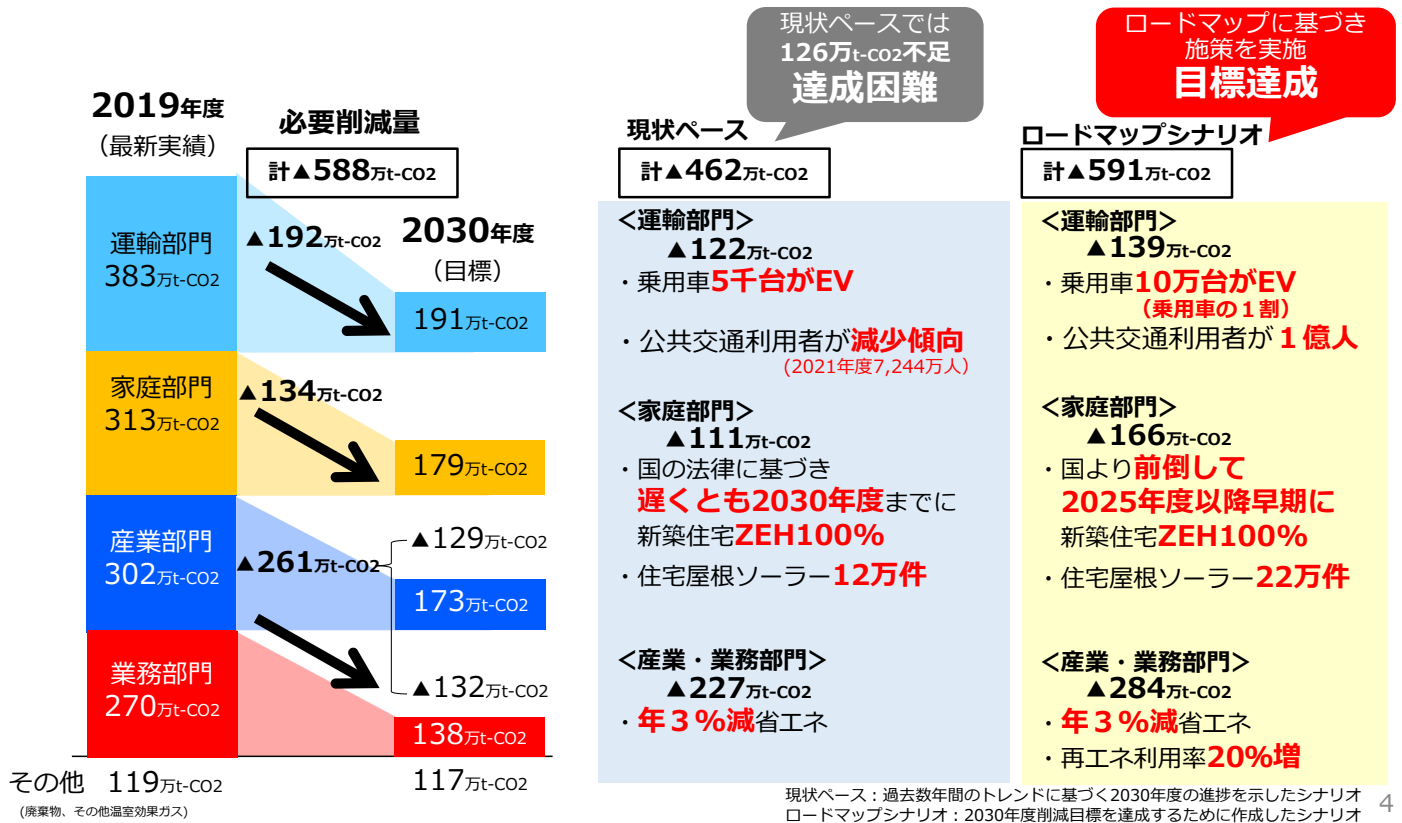 現状ペースでは
126万t-CO2不足
達成困難
ロードマップに基づき
施策を実施
目標達成
2019年度
（最新実績）
必要削減量
計▲588万t-CO2
現状ペース
計▲462万t-CO2
ロードマップシナリオ
計▲591万t-CO2
運輸部門
383万t-CO2
▲192万t-CO2
2030年度
（目標）
191万t-CO2
家庭部門
313万t-CO2
▲134万t-CO2
179万t-CO2
産業部門
302万t-CO2
▲261万t-CO2
▲129万t-CO2
173万t-CO2
業務部門
270万t-CO2
▲132万t-CO2
138万t-CO2
その他 119万t-CO2
(廃棄物、その他温室効果ガス)
117万t-CO2
＜運輸部門＞
▲122万t-CO2
・乗用車5千台がEV
・公共交通利用者が減少傾向
(2021年度7,244万人）
＜家庭部門＞
▲111万t-CO2
・国の法律に基づき
遅くとも2030年度までに
新築住宅ZEH100%
・住宅屋根ソーラー12万件
＜産業・業務部門＞
▲227万t-CO2
・年３％減省エネ
＜運輸部門＞
▲139万t-CO2
・乗用車10万台がEV
（乗用車の１割）
・公共交通利用者が１億人
＜家庭部門＞
▲166万t-CO2
・国より前倒して
2025年度以降早期に
新築住宅ZEH100%
・住宅屋根ソーラー22万件
＜産業・業務部門＞
▲284万t-CO2
・年３％減省エネ
・再エネ利用率20%増
現状ペース：過去数年間のトレンドに基づく2030年度の進捗を示したシナリオ
ロードマップシナリオ：2030年度削減目標を達成するために作成したシナリオ
4